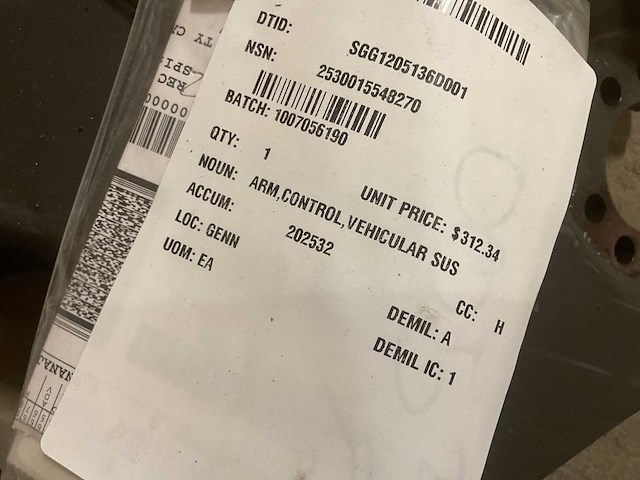 DTID: SGG1205136D001
NSN: 2530015548270
BATCH: 1007056190
QTY: 1 UNIT PRICE: $312.34
NOUN: ARM,CONTROL,VEHICULAR SUS
ACCUM: 202532
LOC: GENN CC: H
UOM: EA DEMIL: A
DEMIL IC: 1